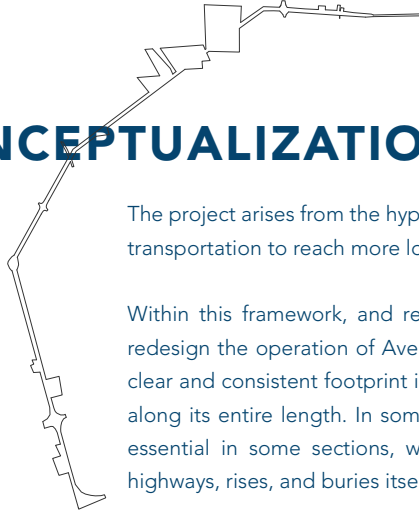 NCEPTUALIZATIO
The project arises from the hyp
transportation to reach more lo
Within this framework, and re
redesign the operation of Ave
clear and consistent footprint i
along its entire length. In som
essential in some sections, w
highways, rises, and buries itse